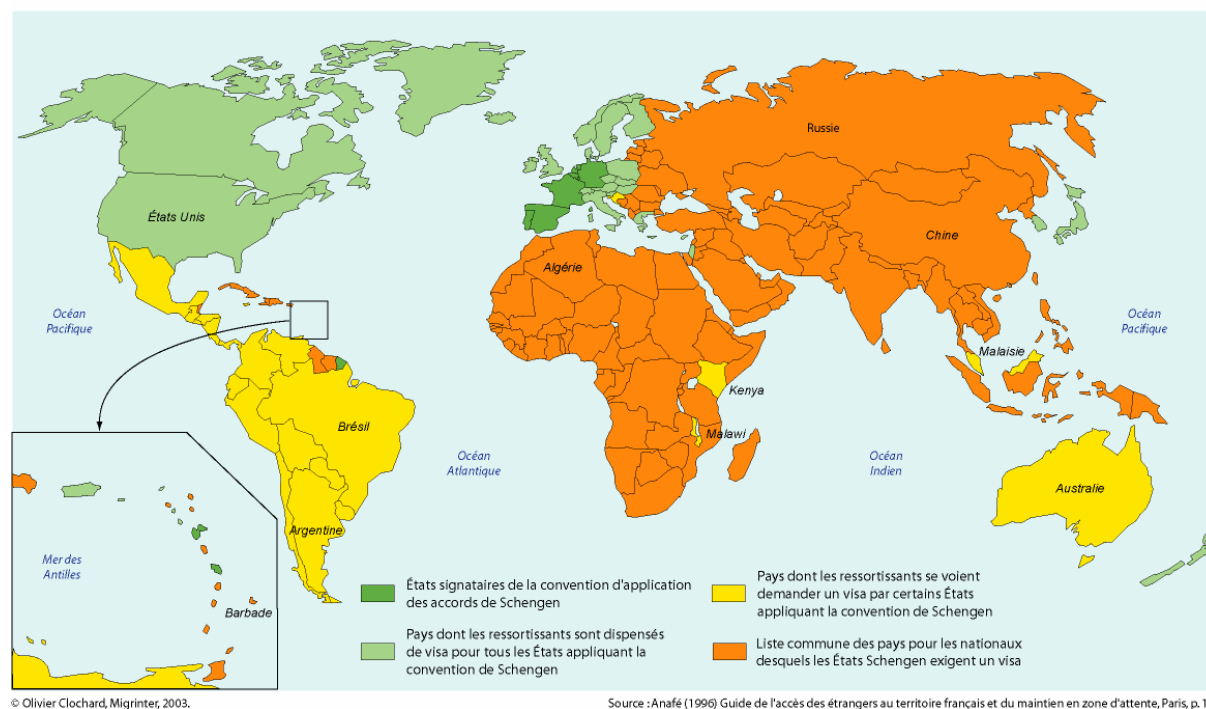 Russie
États Unis
Chine
Algérie
Océan
Pacifique
Océan
Pacifique
Malaisie
Kenya
Brésil
Malawi
Océan
Atlantique
Océan
Indien
Australie
Argentine
Mer des
Antilles
Barbade
États signataires de la convention d'application
des accords de Schengen
Pays dont les ressortissants sont dispensés
de visa pour tous les États appliquant la
convention de Schengen
Pays dont les ressortissants se voient
demander un visa par certains États
appliquant la convention de Schengen
Liste commune des pays pour les nationaux
desquels les États Schengen exigent un visa
© Olivier Clochard, Migrinter, 2003.
Source : Anafé (1996) Guide de l'accès des étrangers au territoire français et du maintien en zone d'attente, Paris, p. 1